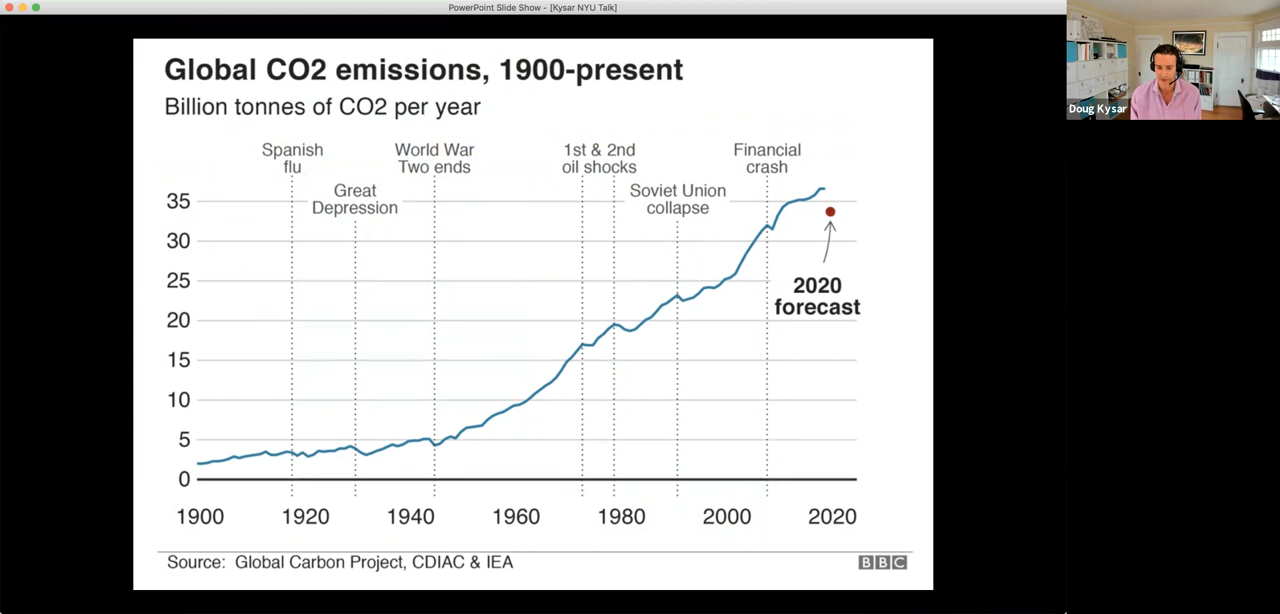 PowerPoint Slide Show - [Kysar NYU Talk]
Doug Kysar
Global CO2 emissions, 1900-present
Billion tonnes of CO2 per year
Spanish
flu
Great
Depression
World War
Two ends
1st & 2nd
oil shocks
Soviet Union
collapse
Financial
crash
35
30
25
20
15
10
5
0
2020
forecast
1900
1920
1940
1960
1980
2000
2020
Source: Global Carbon Project, CDIAC & IEA
BBC